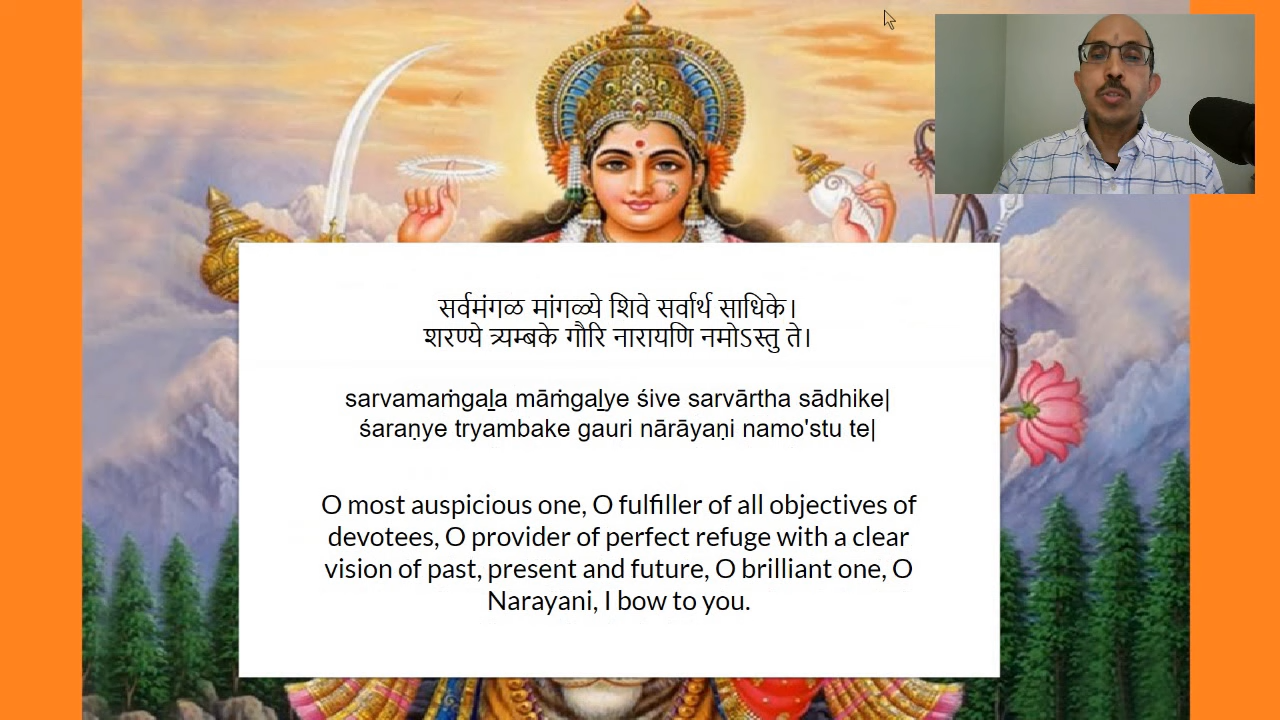 सर्वमंगळ मांगळ्ये शिवे सर्वार्थ साधिके।
शरण्ये त्र्यम्बके गौरि नारायणि नमोऽस्तु ते।
sarvamaṁgaḻa māṁgaḻye śive sarvārtha sādhike|
śaraṇye tryambake gauri nārāyaṇi namo'stu te|
O most auspicious one, O fulfiller of all objectives of
devotees, O provider of perfect refuge with a clear
vision of past, present and future, O brilliant one, O
Narayani, I bow to you.